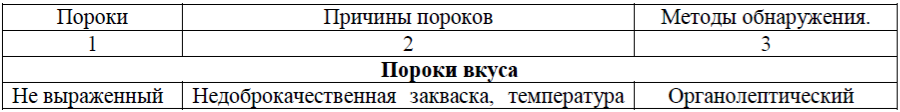 Пороки Причины пороков Методы обнаружения.
1 2 3
Пороки вкуса
Не выраженный Недоброкачественная закваска, температура Органолептический